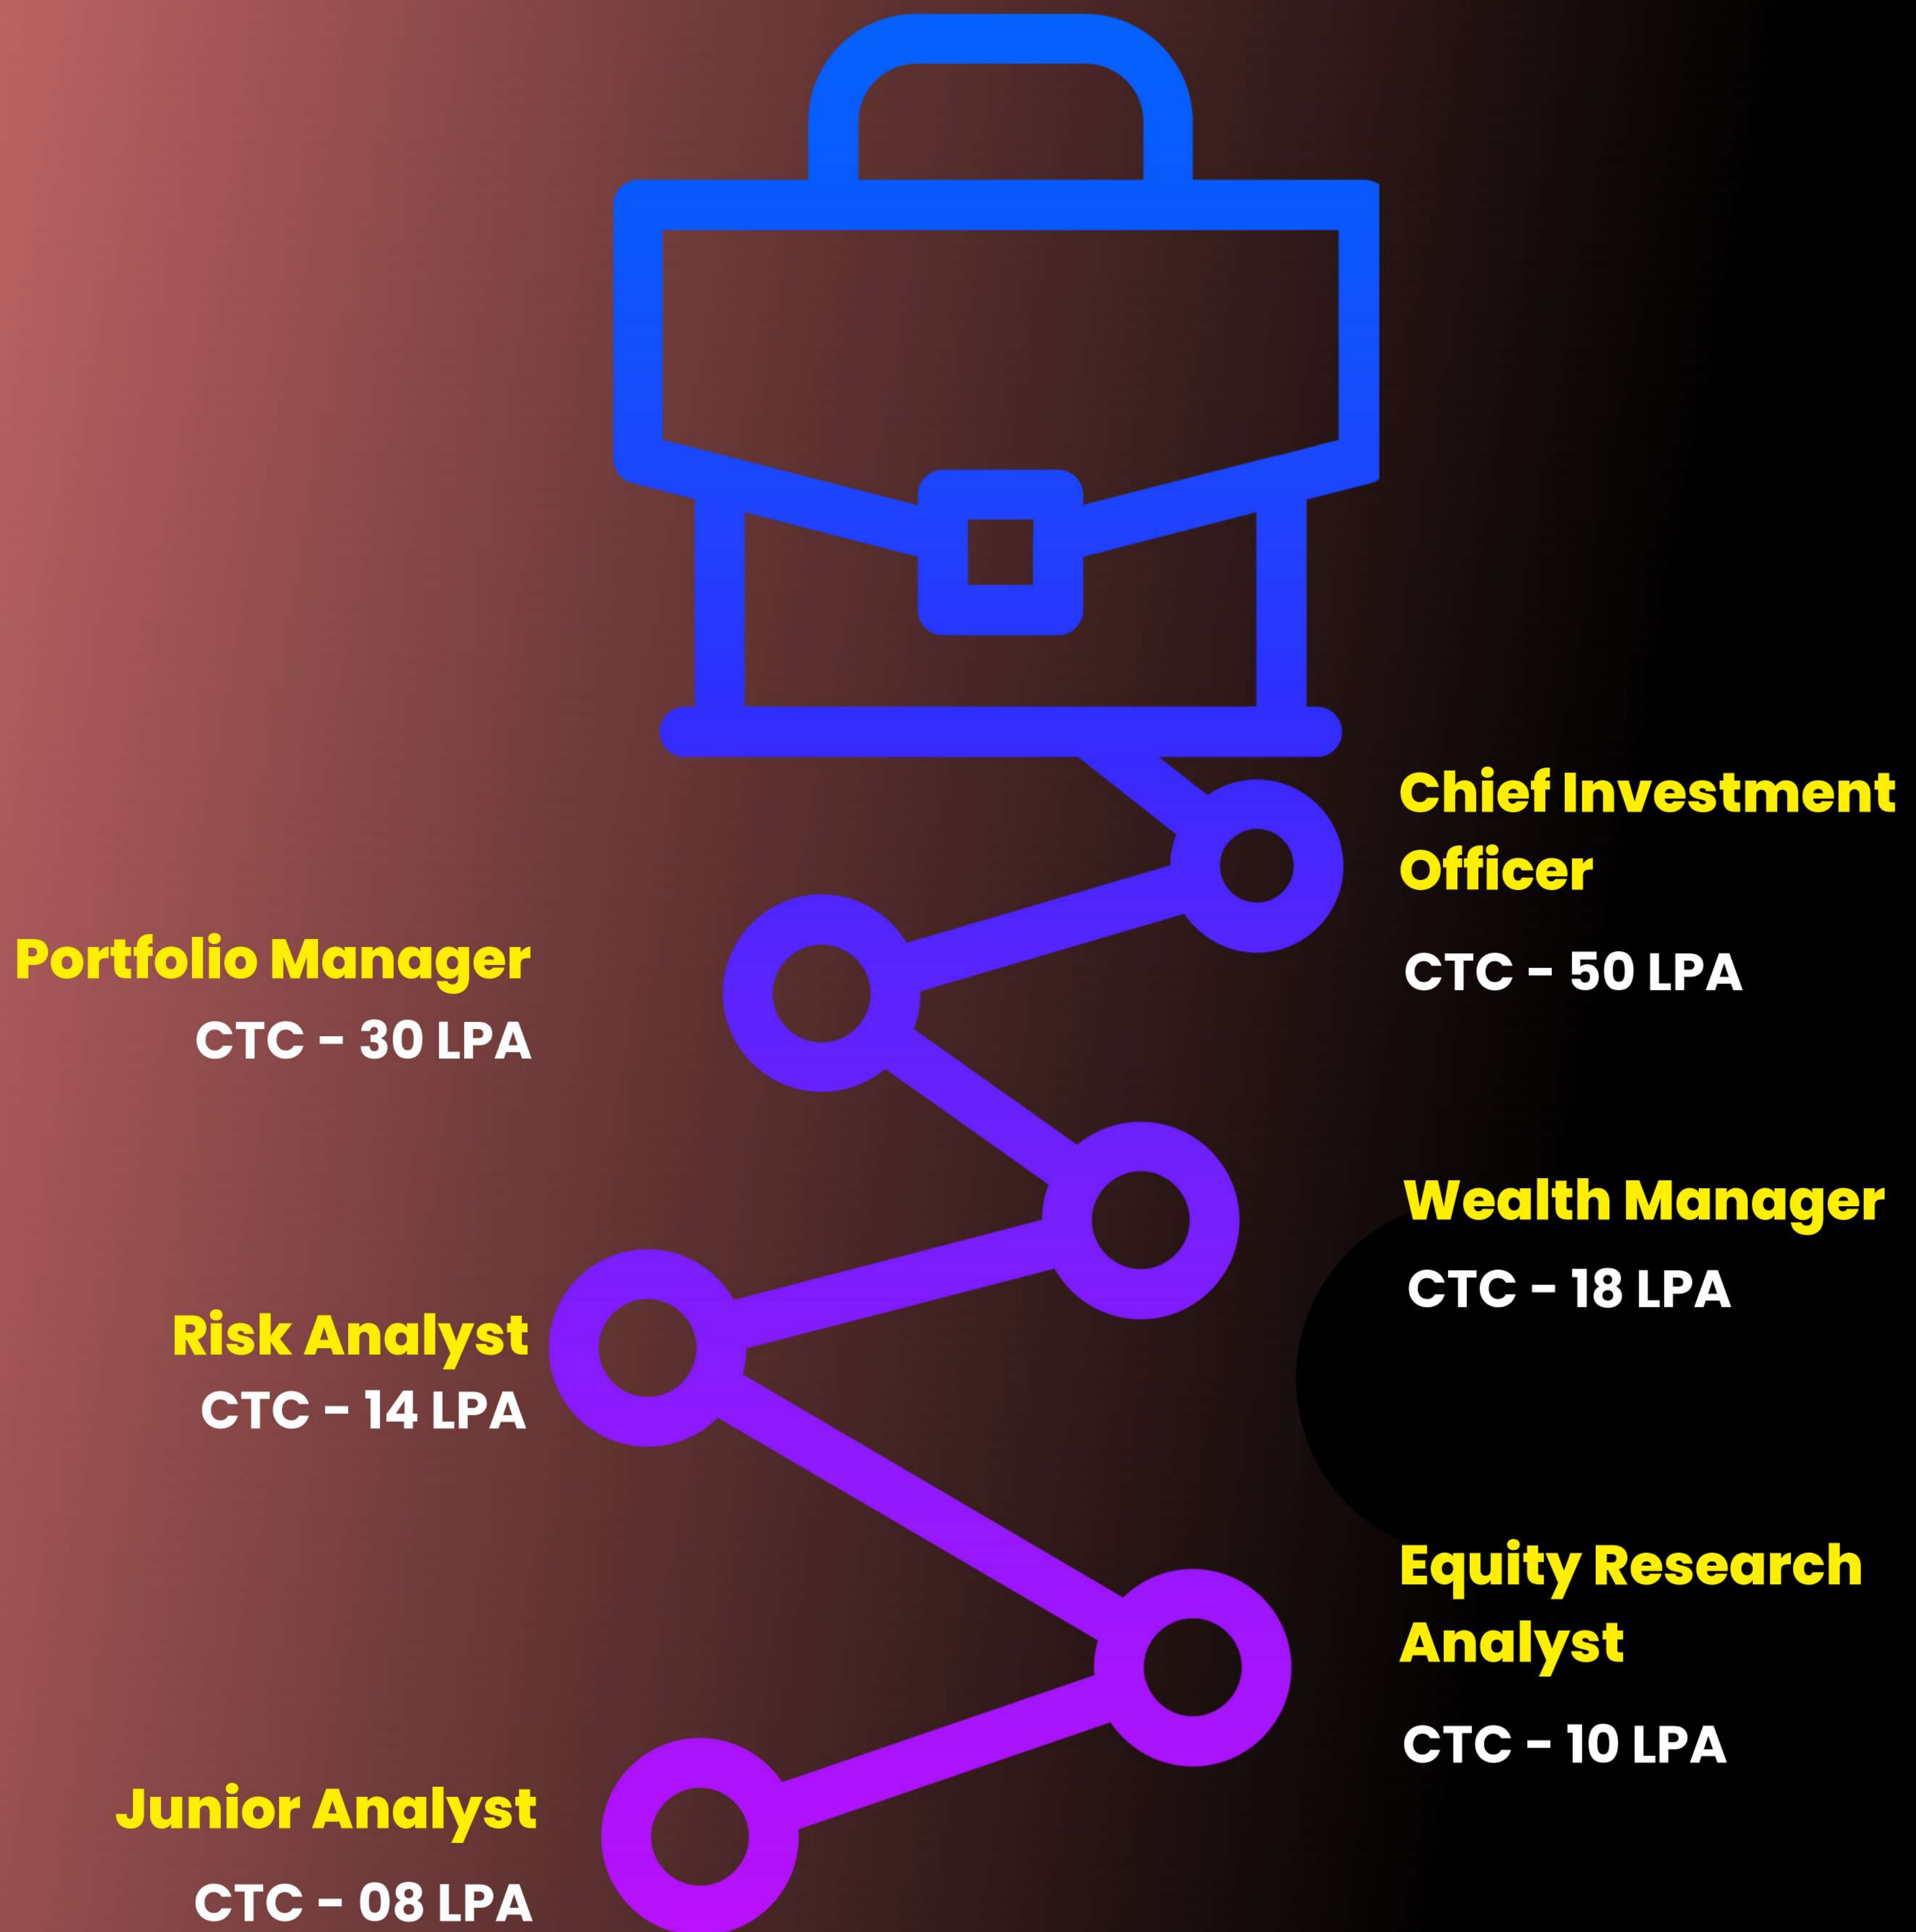 Chief Investment
Officer
CTC - 50 LPA
Portfolio Manager
CTC - 30 LPA
Wealth Manager
CTC - 18 LPA
Risk Analyst
CTC - 14 LPA
Equity Research
Analyst
CTC - 10 LPA
Junior Analyst
CTC - 08 LPA